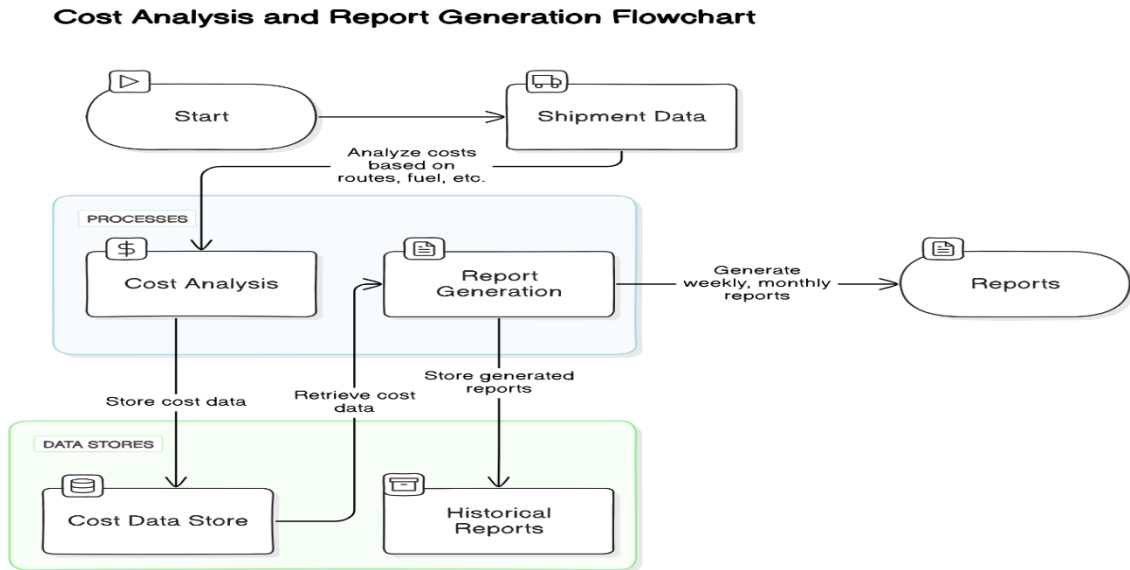 Cost Analysis and Report Generation Flowchart
Start
Shipment Data
Analyze costs
based on
routes, fuel, etc.
PROCESSES
$
Cost Analysis
Report
Generation
Generate
weekly, monthly
reports
Reports
Store cost data
Retrieve cost
data
Store generated
reports
DATA STORES
Cost Data Store
Historical
Reports